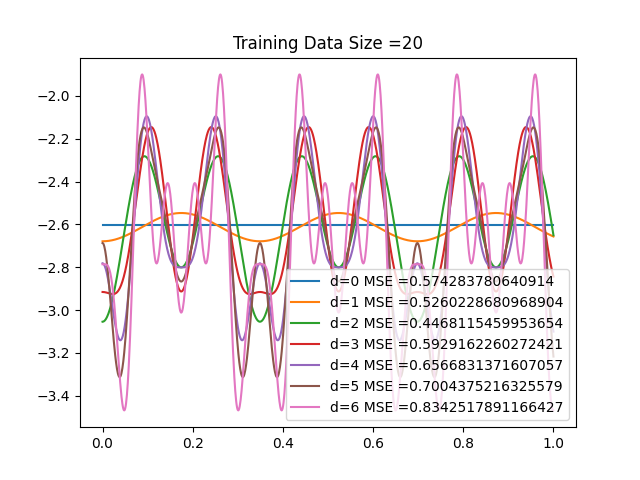 Training Data Size =20
−2.0
−2.2
−2.4
−2.6
−2.8
−3.0
−3.2
−3.4
d=0 MSE =0.574283780640914
d=1 MSE =0.5260228680968904
d=2 MSE =0.4468115459953654
d=3 MSE =0.5929162260272421
d=4 MSE =0.6566831371607057
d=5 MSE =0.7004375216325579
d=6 MSE =0.8342517891166427
0.0 0.2 0.4 0.6 0.8 1.0